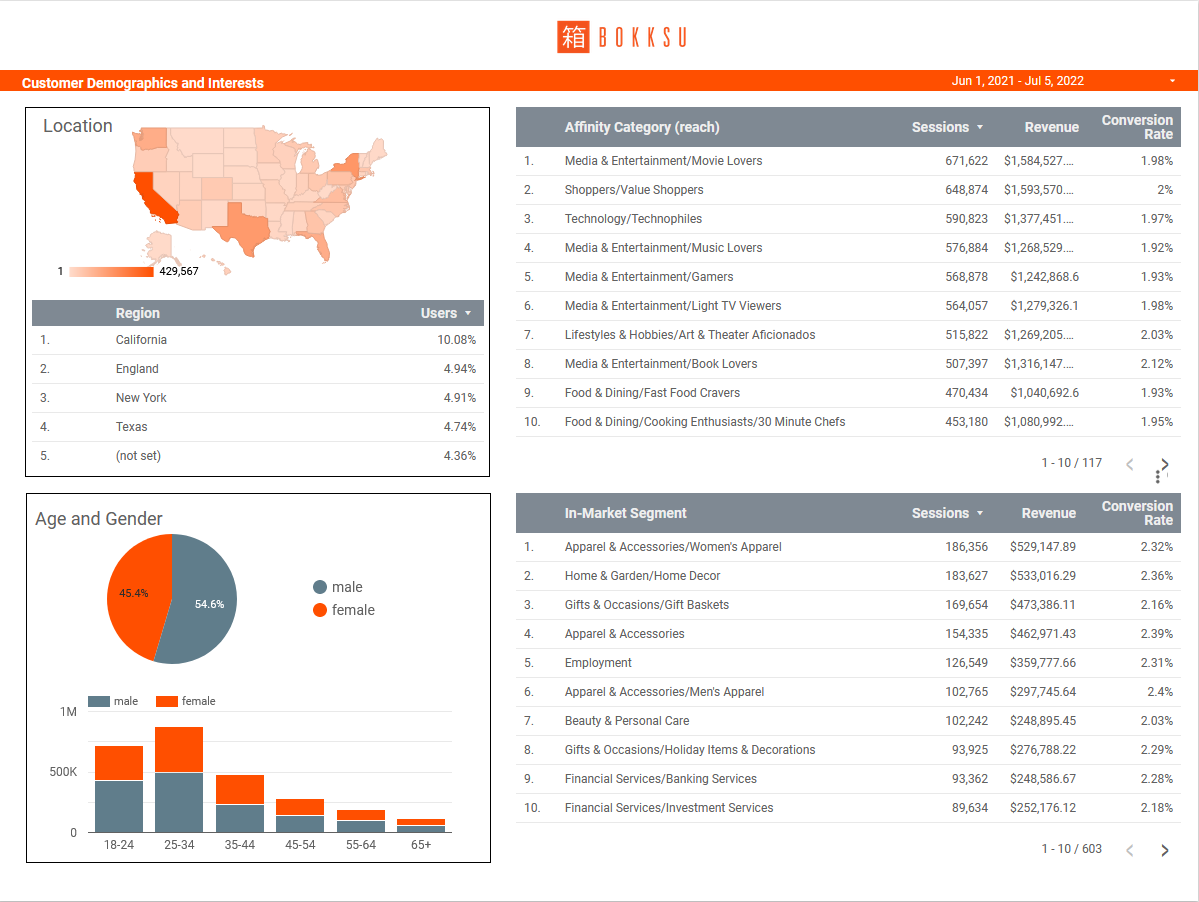 箱 BOKKSU
Customer Demographics and Interests
Jun 1, 2021 - Jul 5, 2022
Location
1 429,567
Region Users
1. California 10.08%
2. England 4.94%
3. New York 4.91%
4. Texas 4.74%
5. (not set) 4.36%
Affinity Category (reach) Sessions Revenue Conversion Rate
1. Media & Entertainment/Movie Lovers 671,622 $1,584,527.... 1.98%
2. Shoppers/Value Shoppers 648,874 $1,593,570.... 2%
3. Technology/Technophiles 590,823 $1,377,451.... 1.97%
4. Media & Entertainment/Music Lovers 576,884 $1,268,529.... 1.92%
5. Media & Entertainment/Gamers 568,878 $1,242,868.6 1.93%
6. Media & Entertainment/Light TV Viewers 564,057 $1,279,326.1 1.98%
7. Lifestyles & Hobbies/Art & Theater Aficionados 515,822 $1,269,205.... 2.03%
8. Media & Entertainment/Book Lovers 507,397 $1,316,147.... 2.12%
9. Food & Dining/Fast Food Cravers 470,434 $1,040,692.6 1.93%
10. Food & Dining/Cooking Enthusiasts/30 Minute Chefs 453,180 $1,080,992.... 1.95%
1 - 10 / 117
Age and Gender
45.4%
54.6%
male
female
male female
1M
500K
0
18-24 25-34 35-44 45-54 55-64 65+
In-Market Segment Sessions Revenue Conversion Rate
1. Apparel & Accessories/Women's Apparel 186,356 $529,147.89 2.32%
2. Home & Garden/Home Decor 183,627 $533,016.29 2.36%
3. Gifts & Occasions/Gift Baskets 169,654 $473,386.11 2.16%
4. Apparel & Accessories 154,335 $462,971.43 2.39%
5. Employment 126,549 $359,777.66 2.31%
6. Apparel & Accessories/Men's Apparel 102,765 $297,745.64 2.4%
7. Beauty & Personal Care 102,242 $248,895.45 2.03%
8. Gifts & Occasions/Holiday Items & Decorations 93,925 $276,788.22 2.29%
9. Financial Services/Banking Services 93,362 $248,586.67 2.28%
10. Financial Services/Investment Services 89,634 $252,176.12 2.18%
1 - 10 / 603